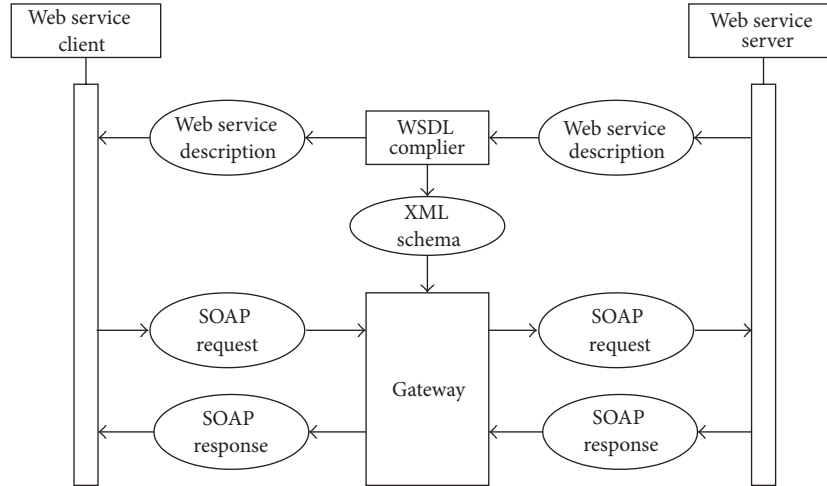 Web service
client
Web service
server
Web service
description
WSDL
complier
Web service
description
XML
schema
SOAP
request
SOAP
request
Gateway
SOAP
response
SOAP
response